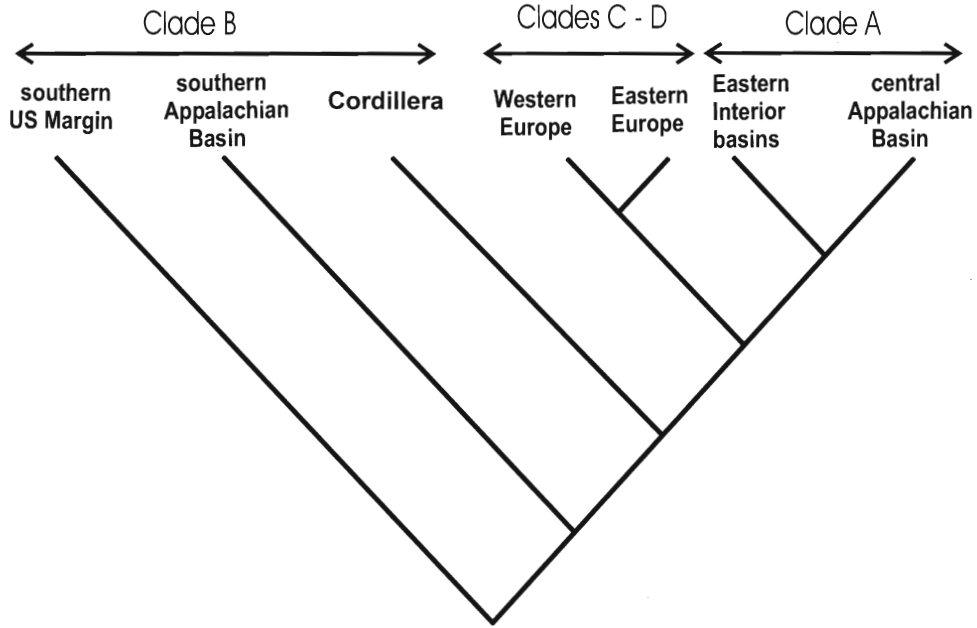 Clade B
Clades C - D
Clade A
southern
US Margin
southern
Appalachian
Basin
Cordillera
Western
Europe
Eastern
Europe
Eastern
Interior
basins
central
Appalachian
Basin